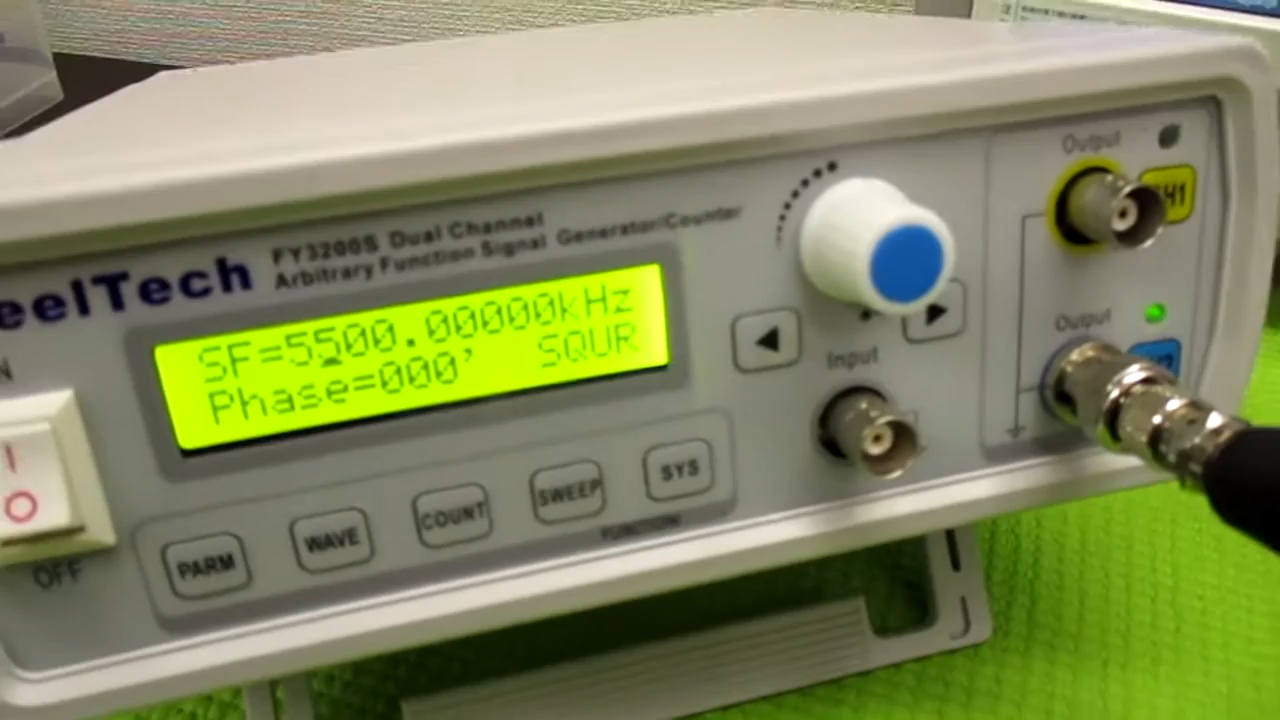 eelTech
FY3200S Dual Channel
Arbitrary Function Signal Generator/Counter
SF=5500.00000kHz
Phase=000' SQUR
PARM
WAVE
COUNT
SWEEP
SYS
FUNCTION
OFF
Input
Output
Output